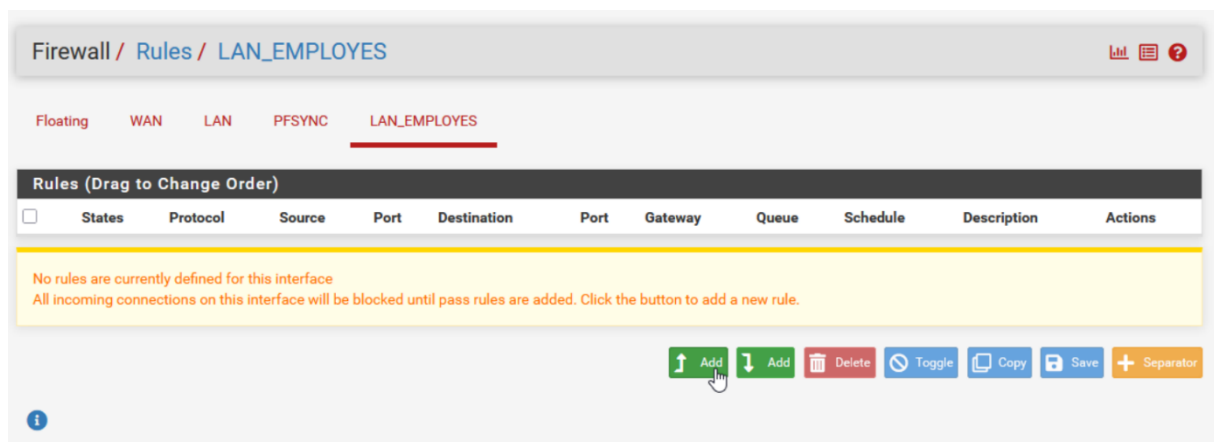 Firewall / Rules / LAN_EMPLOYES
Floating WAN LAN PFSYNC LAN_EMPLOYES
Rules (Drag to Change Order)
States Protocol Source Port Destination Port Gateway Queue Schedule Description Actions
No rules are currently defined for this interface
All incoming connections on this interface will be blocked until pass rules are added. Click the button to add a new rule.
Add Add Delete Toggle Copy Save Separator